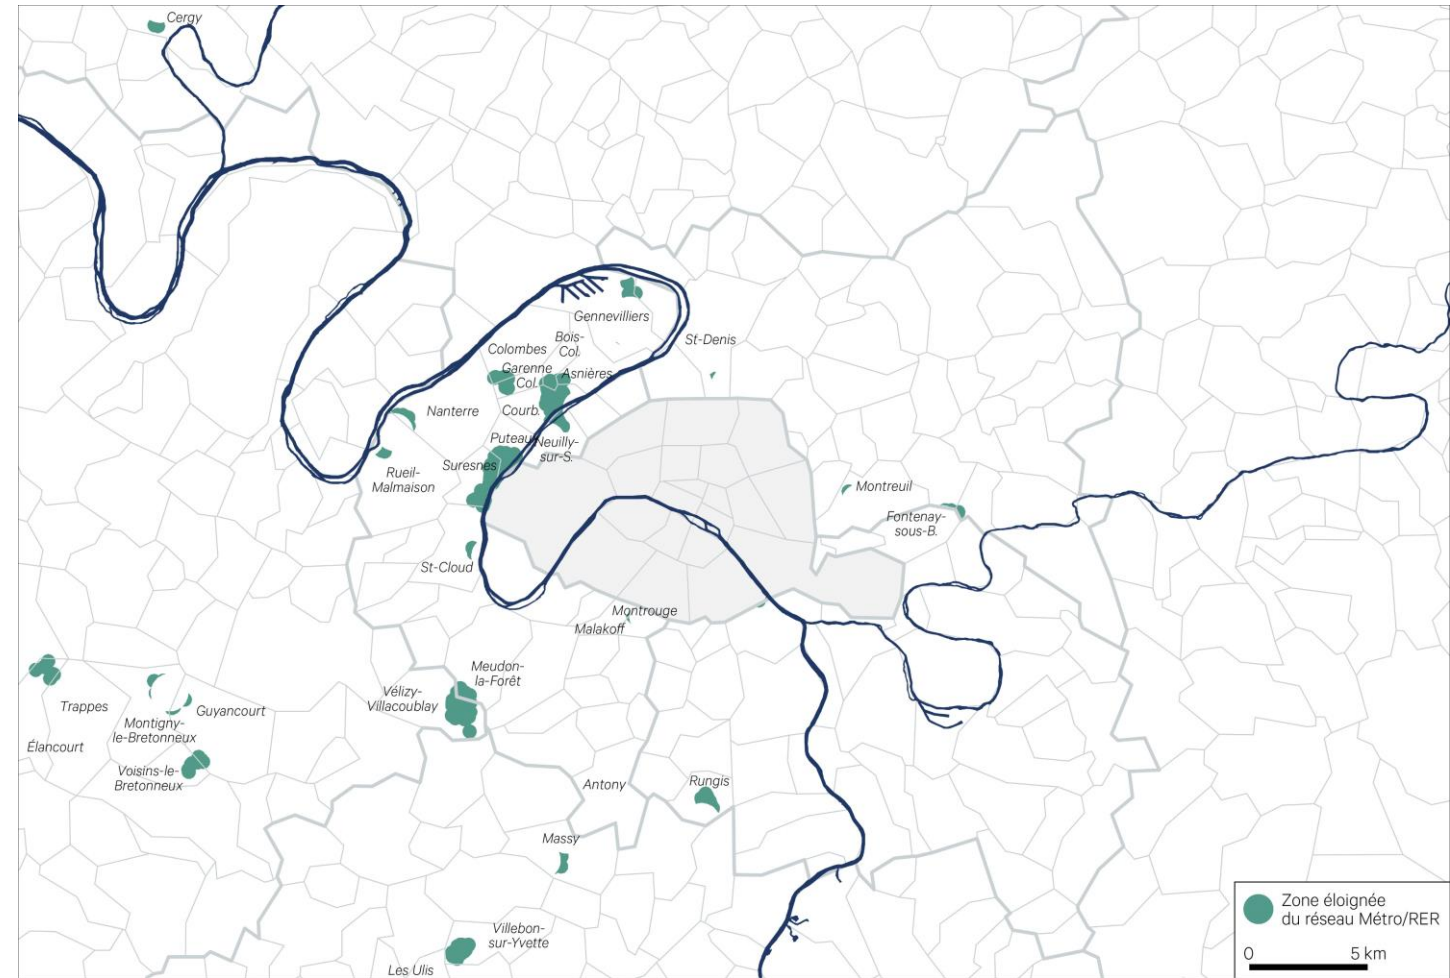 Cergy
Gennevilliers
Bois-
Col.
St-Denis
Colombes
Garenne
Col.
Asnières
Nanterre
Courb.
Puteaux
Neuilly-
sur-S.
Suresnes
Rueil-
Malmaison
Montreuil
Fontenay-
sous-B.
St-Cloud
Montrouge
Malakoff
Meudon-
la-Forêt
Vélizy-
Villacoublay
Trappes
Guyancourt
Montigny-
le-Bretonneux
Élancourt
Voisins-le-
Bretonneux
Antony
Rungis
Massy
Villebon-
sur-Yvette
Les Ulis
Zone éloignée
du réseau Métro/RER
0 5 km